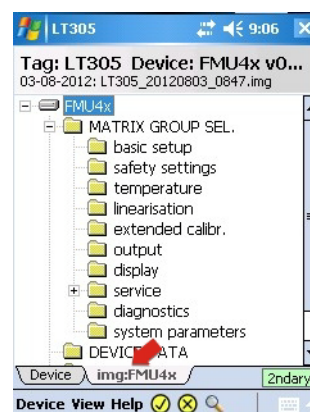 LT305 9:06
Tag: LT305 Device: FMU4x v0...
03-08-2012: LT305_20120803_0847.img
FMU4x
MATRIX GROUP SEL.
basic setup
safety settings
temperature
linearisation
extended calibr.
output
display
service
diagnostics
system parameters
DEVICE DATA
Device img:FMU4x 2ndary
Device View Help